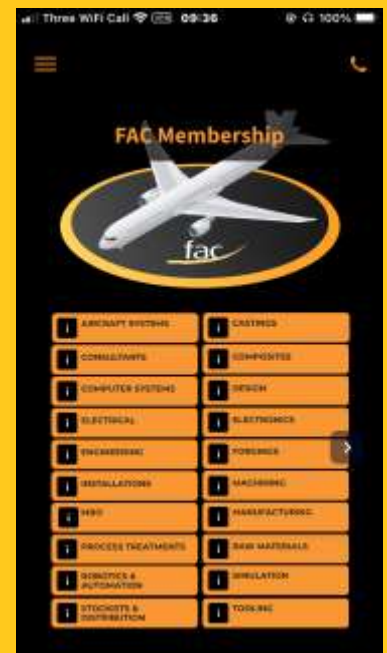 Three WiFi Call 09:36 100%
FAC Membership
fac
i AIRCRAFT SYSTEMS
i CASTINGS
i CONSULTANTS
i COMPOSITES
i COMPUTER SYSTEMS
i DESIGN
i ELECTRICAL
i ELECTRONICS
i ENGINEERING
i FORGINGS
i INSTALLATIONS
i MACHINING
i MRO
i MANUFACTURING
i PROCESS TREATMENTS
i RAW MATERIALS
i ROBOTICS &
AUTOMATION
i SIMULATION
i STOCKISTS &
DISTRIBUTION
i TOOLING